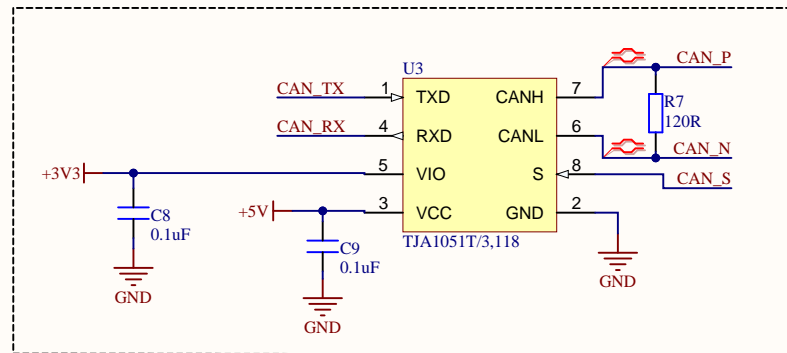 U3
CAN_TX 1 TXD CANH 7 CAN_P
R7
120R
CAN_RX 4 RXD CANL 6 CAN_N
+3V3 5 VIO S 8 CAN_S
C8
0.1uF
+5V 3 VCC GND 2
TJA1051T/3,118
C9
0.1uF
GND
GND
GND